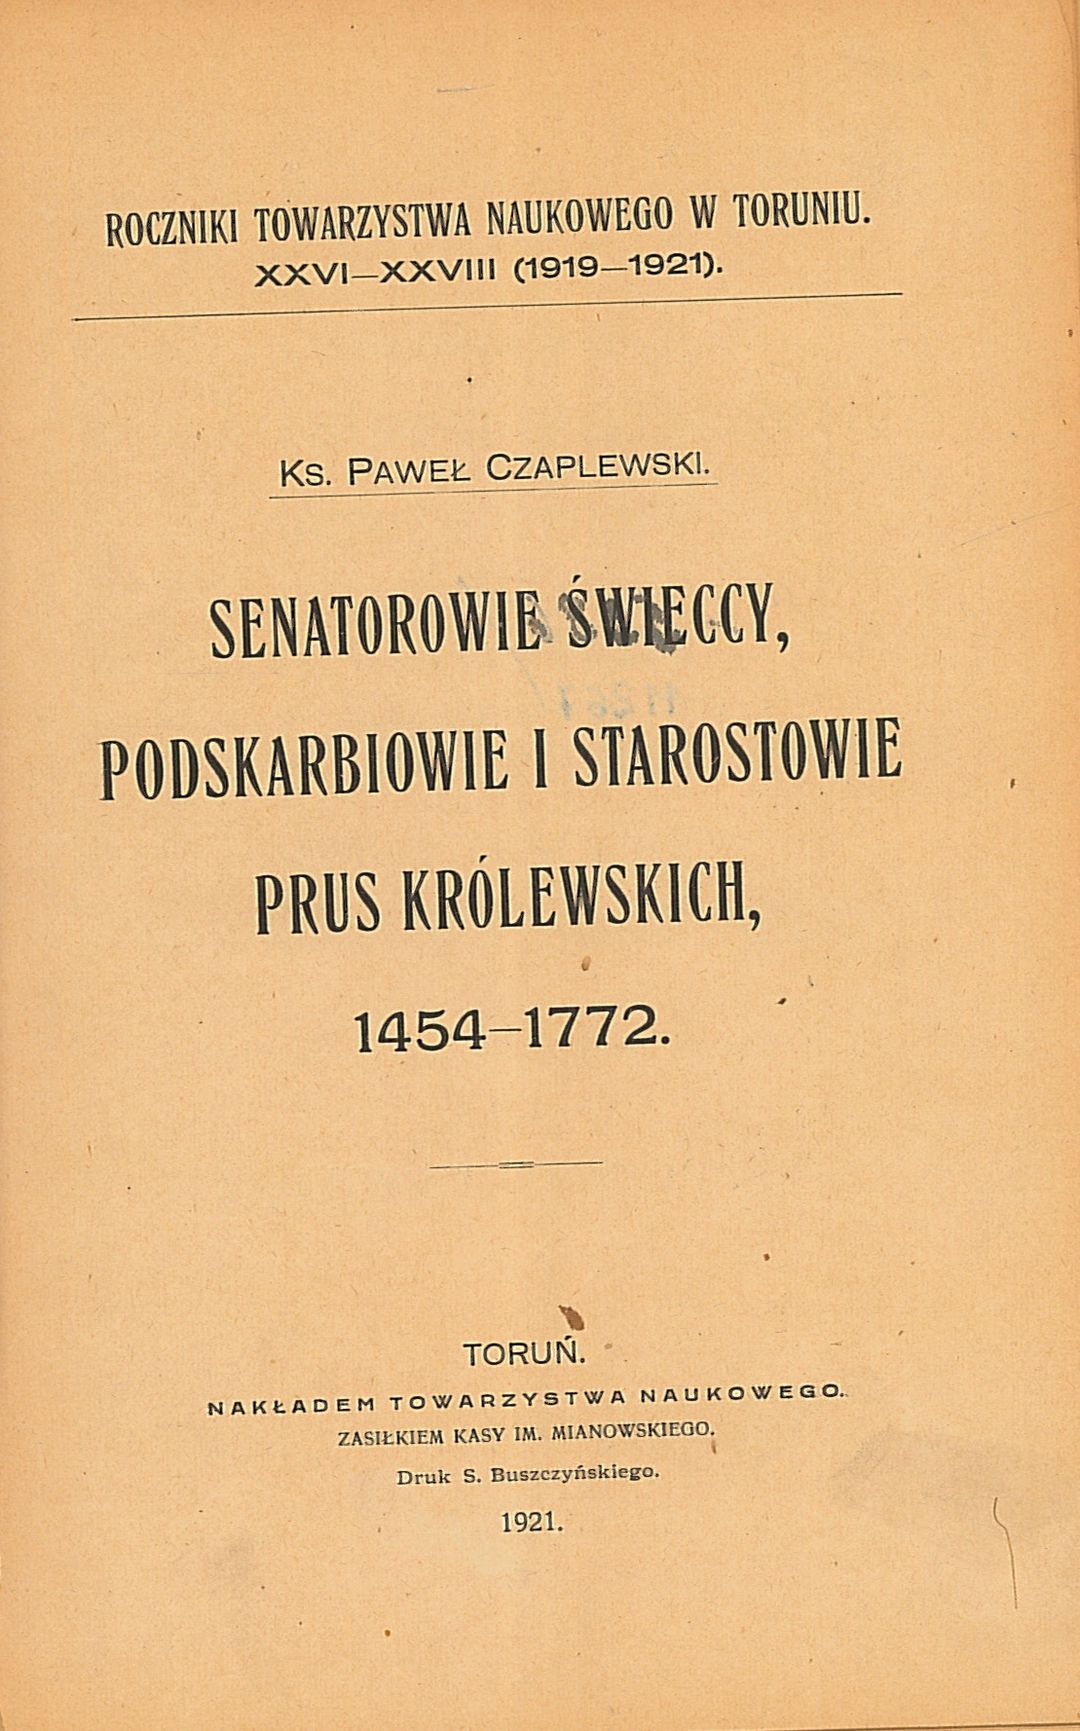 ROCZNIKI TOWARZYSTWA NAUKOWEGO W TORUNIU.
XXVI—XXVIII (1919—1921).
KS. PAWEŁ CZAPLEWSKI.
SENATOROWIE ŚWIECCY,
PODSKARBIOWIE I STAROSTOWIE
PRUS KRÓLEWSKICH,
1454—1772.
TORUŃ.
NAKŁADEM TOWARZYSTWA NAUKOWEGO.
ZASIŁKIEM KASY IM. MIANOWSKIEGO.
Druk S. Buszczyńskiego.
1921.